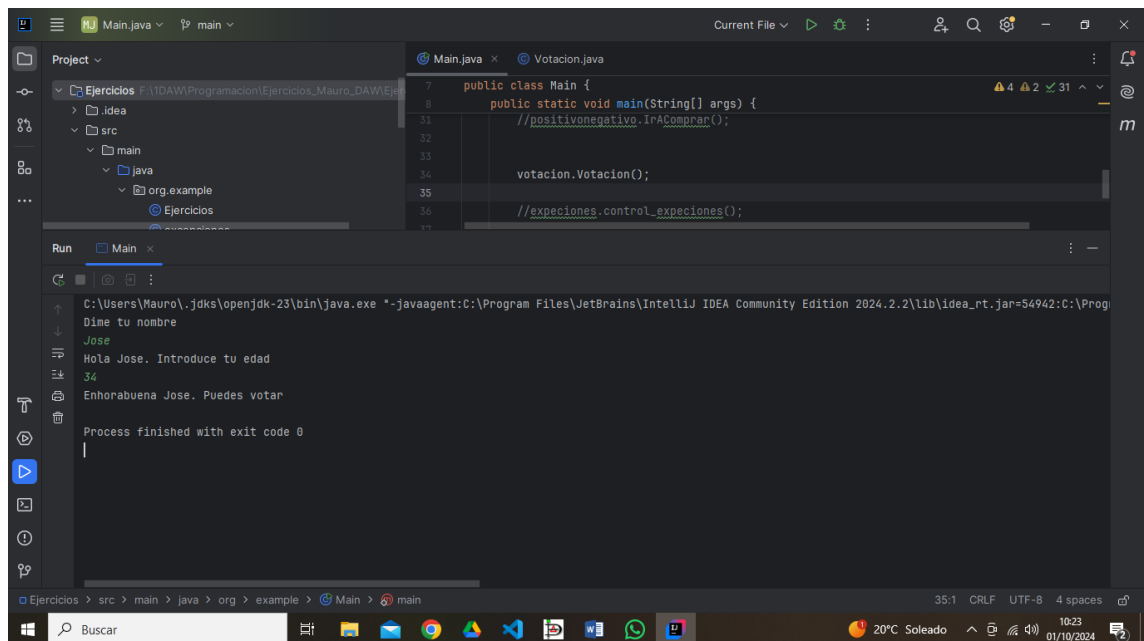 MJ Main.java main Current File
Project
Main.java Votacion.java
Ejercicios F:\1DAW\Programacion\Ejercicios_Mauro_DAW\Ejer
.idea
src
main
java
org.example
Ejercicios
7 public class Main {
4 2 31
8 public static void main(String[] args) {
31 //positivonegativo.IrAComprar();
32
33
34 votacion.Votacion();
35
36 //expeciones.control_expeciones();
37
Run Main
C:\Users\Mauro\.jdks\openjdk-23\bin\java.exe "-javaagent:C:\Program Files\JetBrains\IntelliJ IDEA Community Edition 2024.2.2\lib\idea_rt.jar=54942:C:\Prog
Dime tu nombre
Jose
Hola Jose. Introduce tu edad
34
Enhorabuena Jose. Puedes votar
Process finished with exit code 0
Ejercicios > src > main > java > org > example > Main > main
35:1 CRLF UTF-8 4 spaces
Buscar
20°C Soleado
10:23
01/10/2024